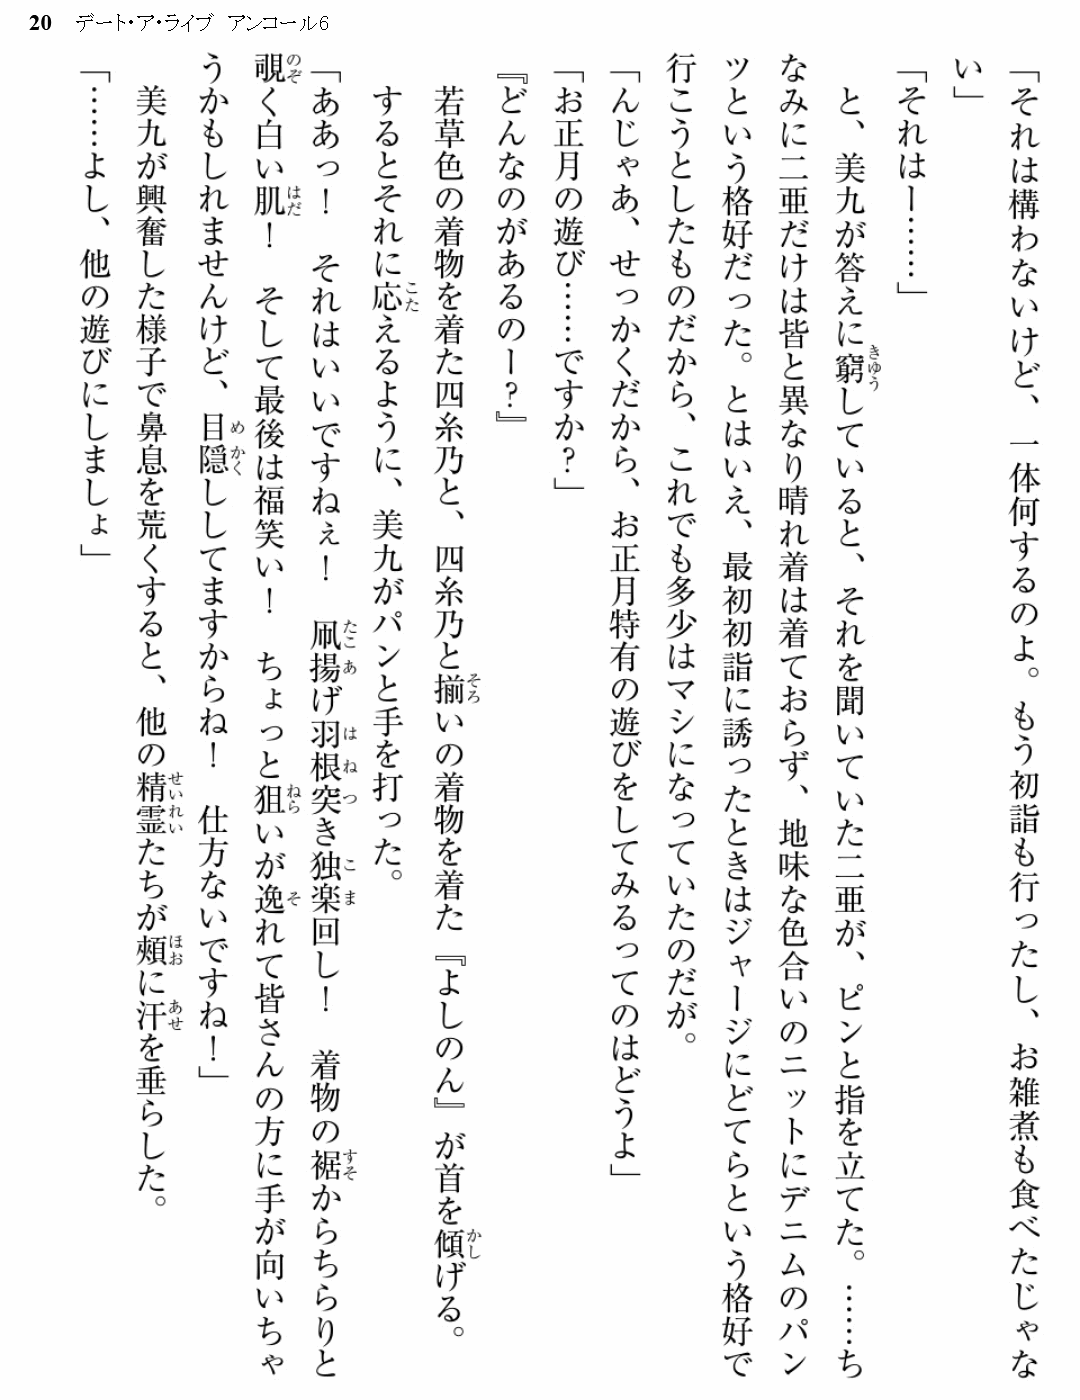 20 デート・ア・ライブ アンコール6
「それは構わないけど、一体何するのよ。もう初詣も行ったし、お雑煮も食べたじゃな
い」
「それはー……」
　と、美九が答えに窮していると、それを聞いていた二亜が、ピンと指を立てた。……ち
なみに二亜だけは皆と異なり晴れ着は着ておらず、地味な色合いのニットにデニムのパン
ツという格好だった。とはいえ、最初初詣に誘ったときはジャージにどてらという格好で
行こうとしたものだから、これでも多少はマシになっていたのだが。
「んじゃあ、せっかくだから、お正月特有の遊びをしてみるってのはどうよ」
「お正月の遊び……ですか？」
『どんなのがあるのー？』
　若草色の着物を着た四糸乃と、四糸乃と揃いの着物を着た『よしのん』が首を傾げる。
　するとそれに応えるように、美九がパンと手を打った。
「ああっ！　それはいいですねぇ！　凧揚げ羽根突き独楽回し！　着物の裾からちらりと
覗く白い肌！　そして最後は福笑い！　ちょっと狙いが逸れて皆さんの方に手が向いちゃ
うかもしれませんけど、目隠ししてますからね！　仕方ないですね！」
　美九が興奮した様子で鼻息を荒くすると、他の精霊たちが頰に汗を垂らした。
「……よし、他の遊びにしましょ」